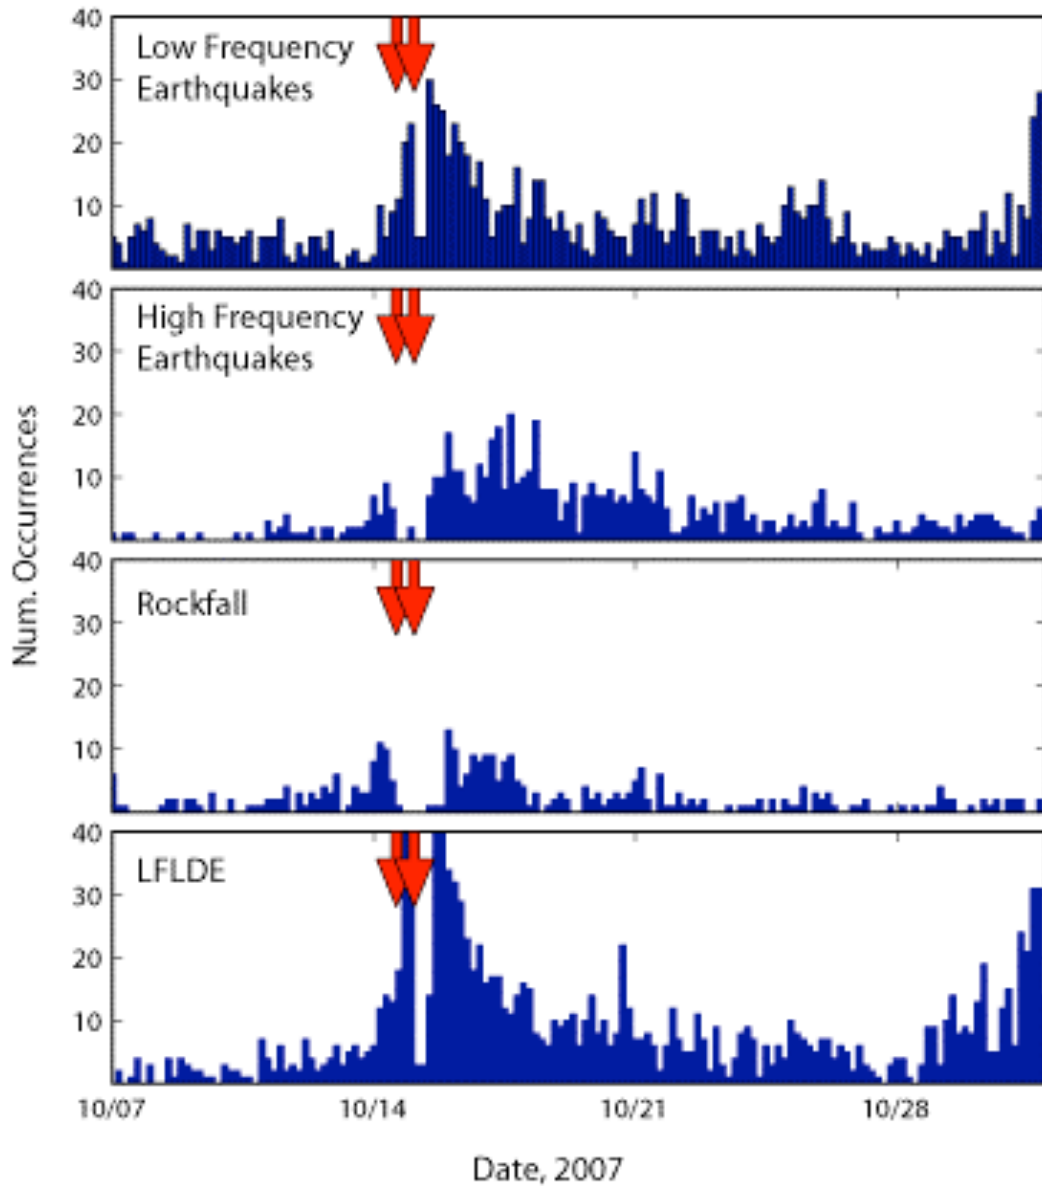 40
Low Frequency
Earthquakes
30
20
10
40
High Frequency
Earthquakes
30
20
10
Num. Occurrences
40
Rockfall
30
20
10
40
LFLDE
30
20
10
10/07 10/14 10/21 10/28
Date, 2007